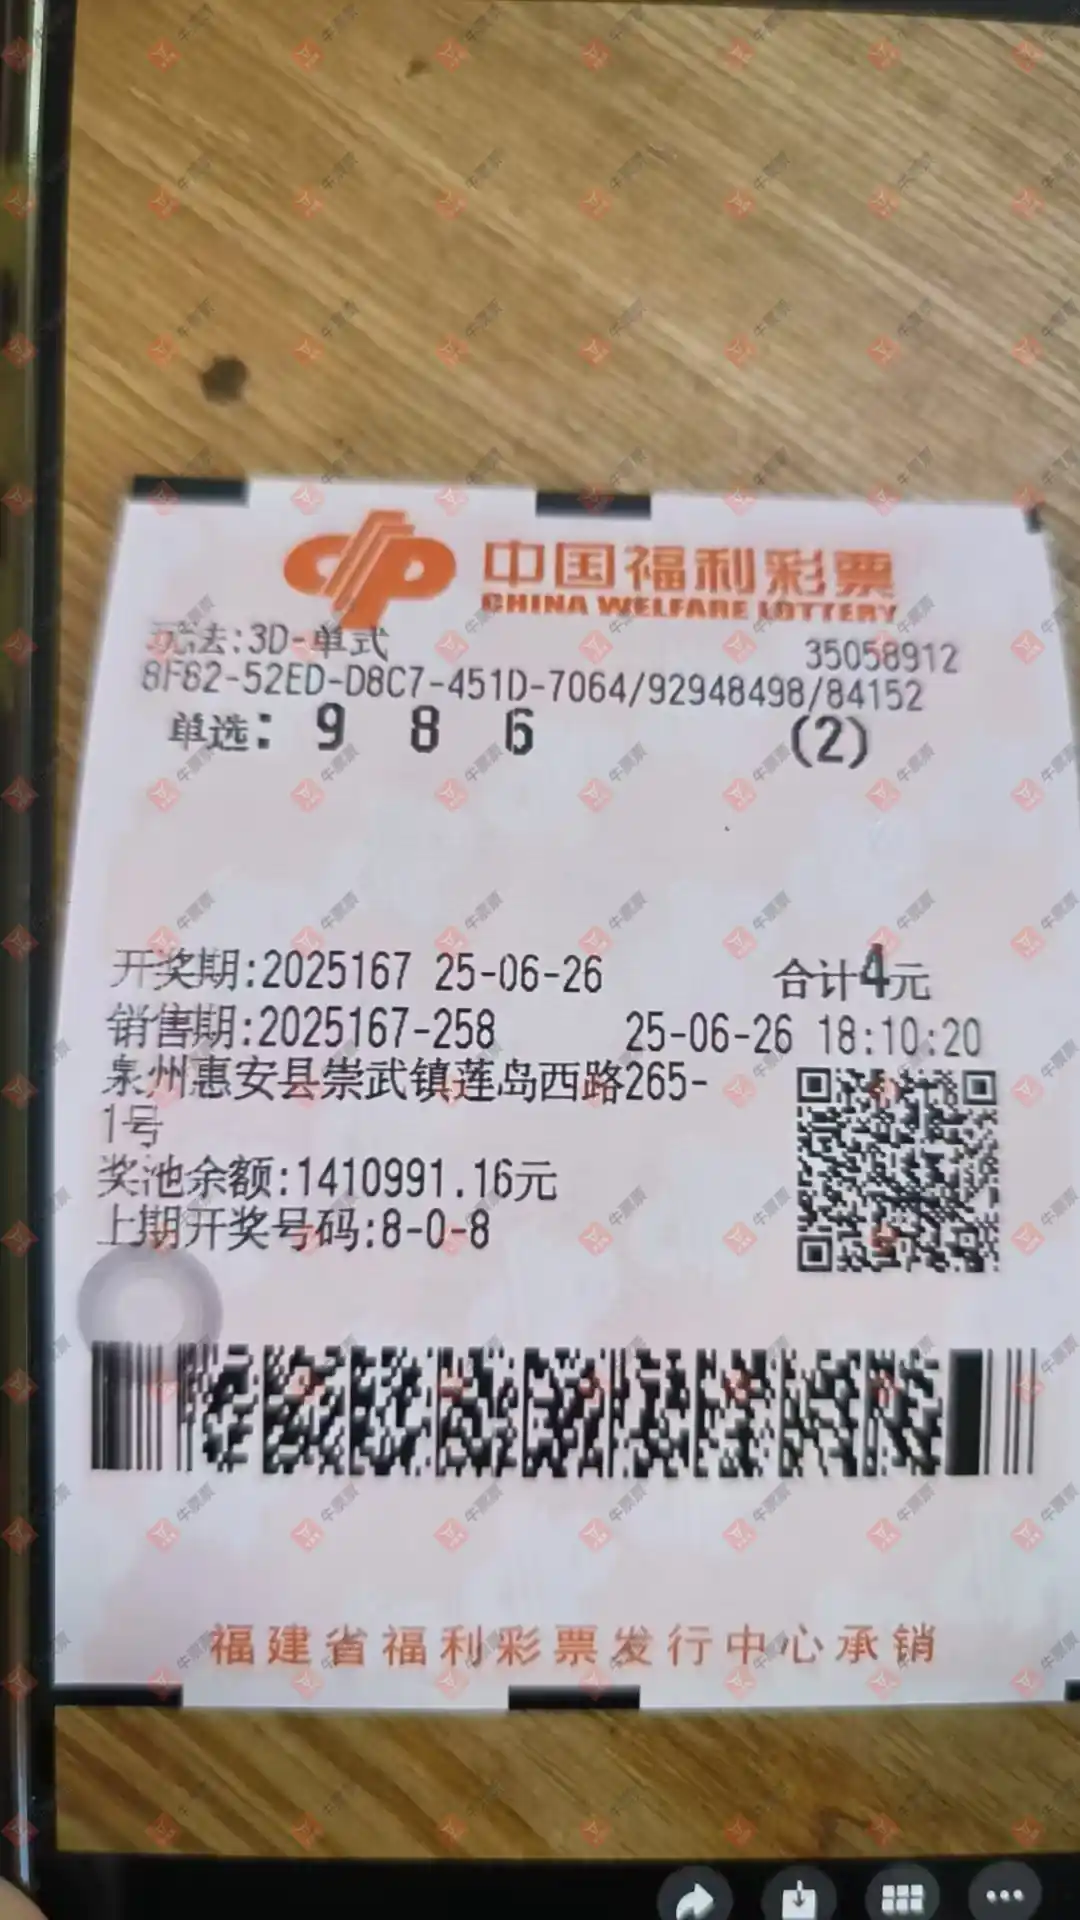 中国福利彩票
CHINA WELFARE LOTTERY
玩法:3D-单式
35058912
8F62-52ED-D8C7-451D-7064/92948498/84152
单选: 9 8 6 (2)
开奖期:2025167 25-06-26 合计4元
销售期:2025167-258 25-06-26 18:10:20
泉州惠安县崇武镇莲岛西路265-
1号
奖池余额:1410991.16元
上期开奖号码:8-0-8
福建省福利彩票发行中心承销